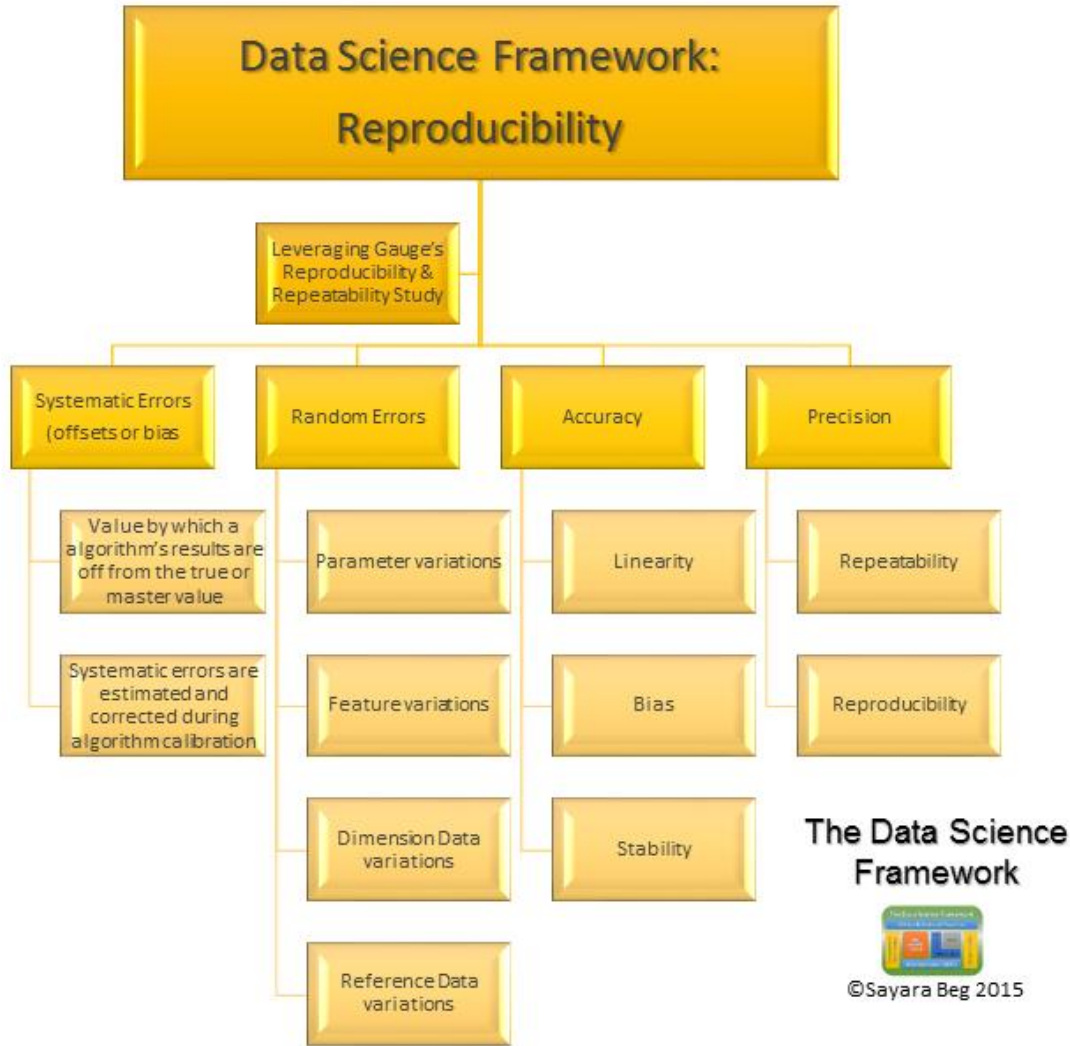 Data Science Framework:
Reproducibility
Leveraging Gauge's
Reproducibility &
Repeatability Study
Systematic Errors
(offsets or bias
Random Errors
Accuracy
Precision
Value by which a
algorithm's results are
off from the true or
master value
Systematic errors are
estimated and
corrected during
algorithm calibration
Parameter variations
Feature variations
Dimension Data
variations
Reference Data
variations
Linearity
Bias
Stability
Repeatability
Reproducibility
The Data Science
Framework
©Sayara Beg 2015